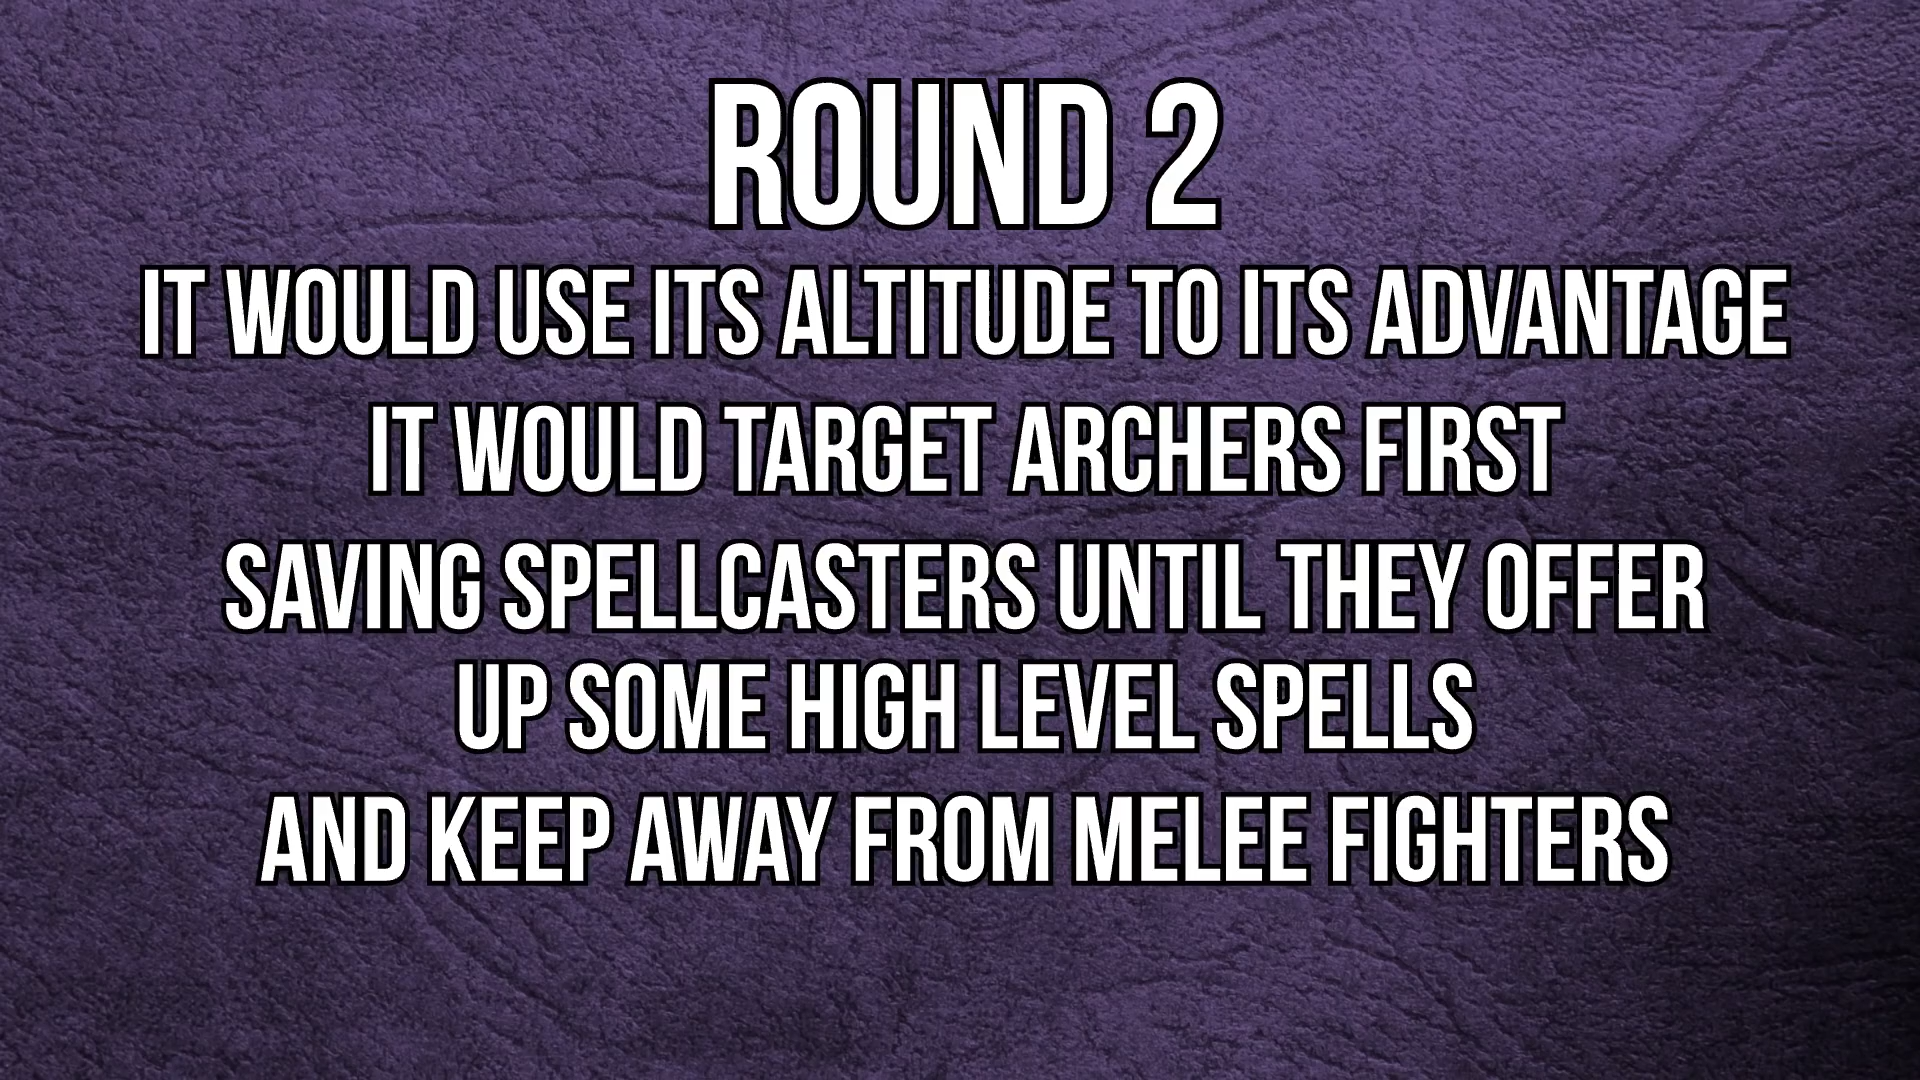 ROUND 2
IT WOULD USE ITS ALTITUDE TO ITS ADVANTAGE
IT WOULD TARGET ARCHERS FIRST
SAVING SPELLCASTERS UNTIL THEY OFFER
UP SOME HIGH LEVEL SPELLS
AND KEEP AWAY FROM MELEE FIGHTERS